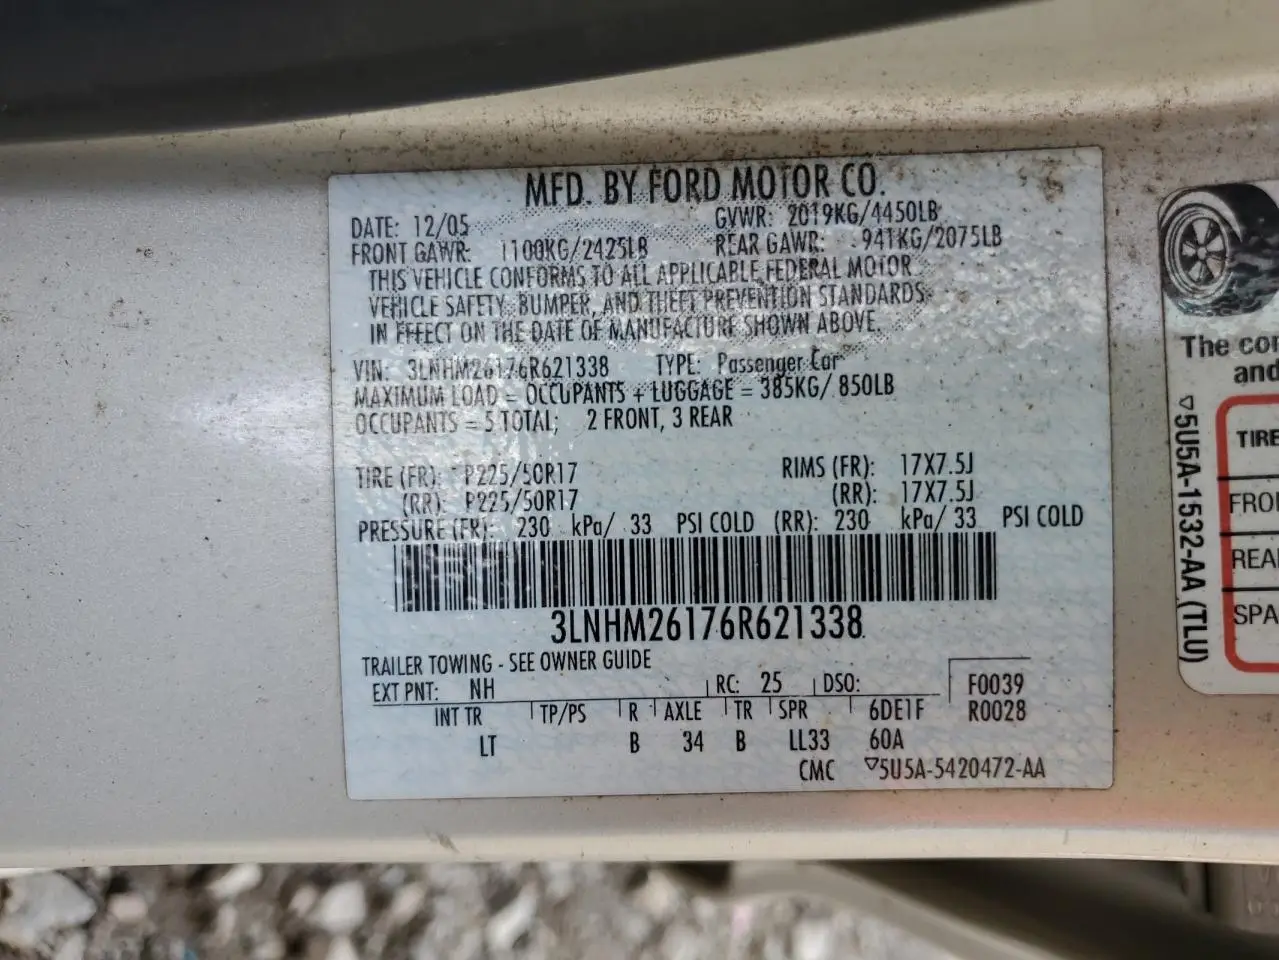 MFD. BY FORD MOTOR CO.
DATE: 12/05 GVWR: 2019KG/4450LB
FRONT GAWR: 1100KG/2425LB REAR GAWR: 941KG/2075LB
THIS VEHICLE CONFORMS TO ALL APPLICABLE FEDERAL MOTOR
VEHICLE SAFETY, BUMPER, AND THEFT PREVENTION STANDARDS
IN EFFECT ON THE DATE OF MANUFACTURE SHOWN ABOVE.
VIN: 3LNHM26176R621338 TYPE: Passenger Car
MAXIMUM LOAD = OCCUPANTS + LUGGAGE = 385KG/ 850LB
OCCUPANTS = 5 TOTAL; 2 FRONT, 3 REAR
TIRE (FR): P225/50R17 RIMS (FR): 17X7.5J
(RR): P225/50R17 (RR): 17X7.5J
PRESSURE (FR): 230 kPa/ 33 PSI COLD (RR): 230 kPa/ 33 PSI COLD
3LNHM26176R621338
TRAILER TOWING - SEE OWNER GUIDE
EXT PNT: NH RC: 25 DSO: F0039
INT TR TP/PS R AXLE TR SPR 6DE1F R0028
LT B 34 B LL33 60A
CMC ▽5U5A-5420472-AA
The con
and
▽5U5A-1532-AA (TLU)
TIRE
FRO
REA
SPA